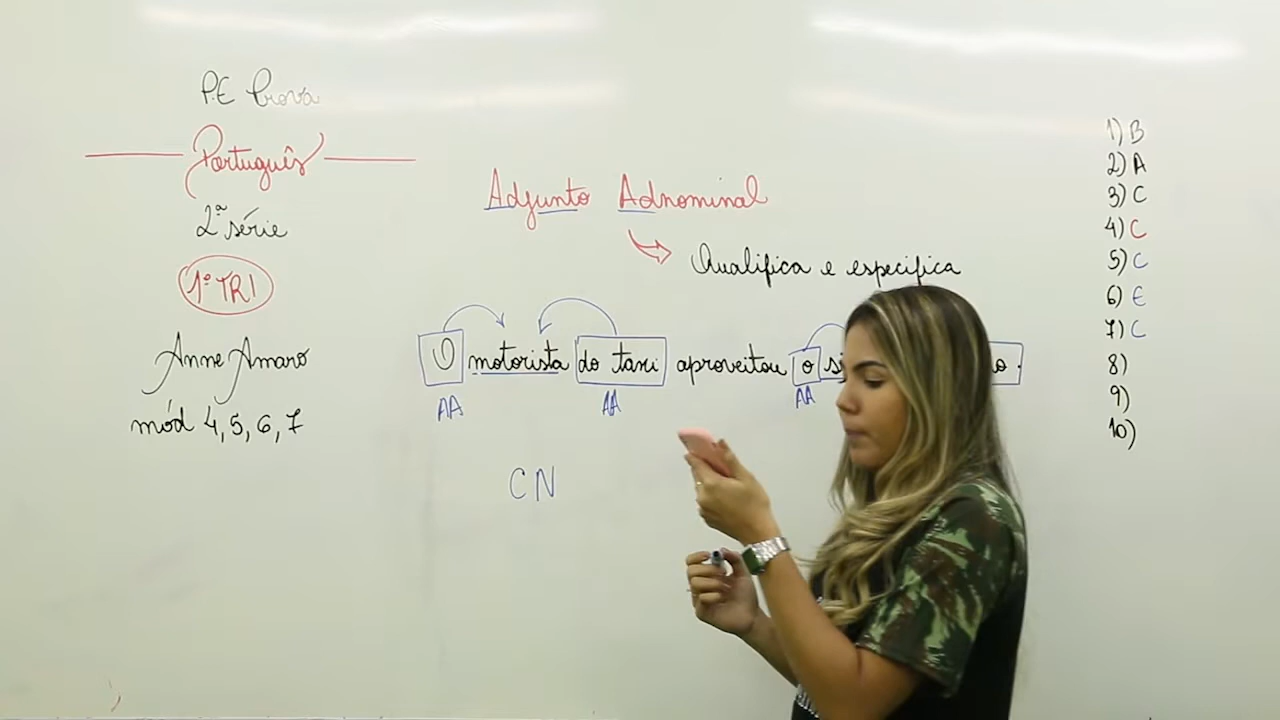 P.E Prova
Português
2ª série
1º TRI
Anne Amaro
mód 4, 5, 6, 7
Adjunto Adnominal
Qualifica e especifica
O motorista do taxi aproveitou o
AA AA AA
CN
1) B
2) A
3) C
4) C
5) C
6) E
7) C
8)
9)
10)